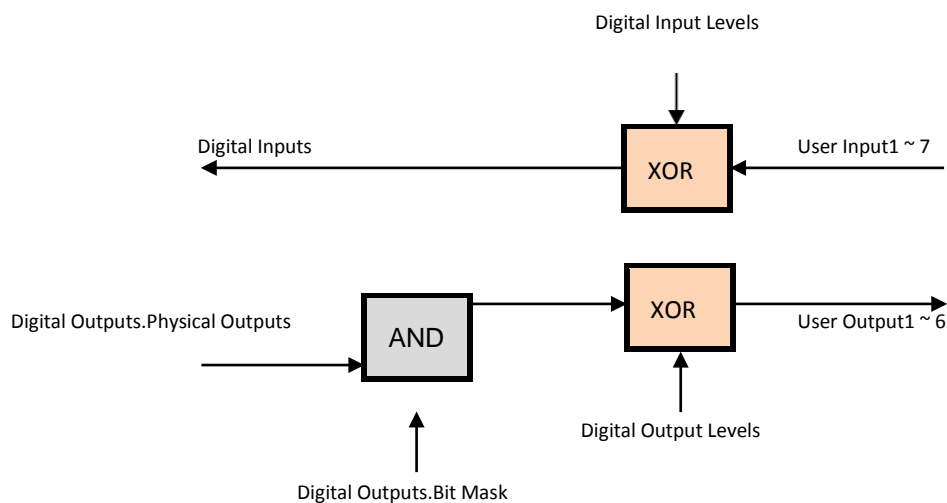 Digital Input Levels
Digital Inputs
XOR
User Input1 ~ 7
Digital Outputs.Physical Outputs
AND
XOR
User Output1 ~ 6
Digital Output Levels
Digital Outputs.Bit Mask